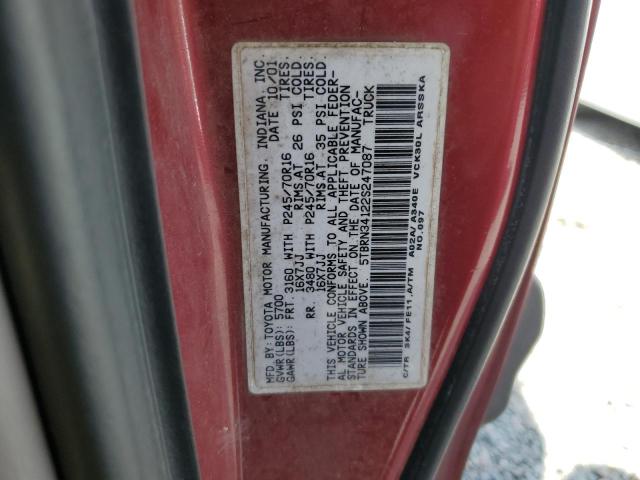 MFD.BY:TOYOTA MOTOR MANUFACTURING, INDIANA, INC.
GVWR(LBS): 5700 DATE 10/01
GAWR(LBS): FRT. 3160 WITH P245/70R16 TIRES.
16X7JJ RIMS.AT 26 PSI COLD.
RR. 3480 WITH P245/70R16 TIRES.
16X7JJ RIMS.AT 35 PSI COLD.
THIS VEHICLE CONFORMS TO ALL APPLICABLE FEDER-
AL MOTOR VEHICLE SAFETY AND THEFT PREVENTION
STANDARDS IN EFFECT ON THE DATE OF MANUFAC-
TURE SHOWN ABOVE. 5TBRN34122S247087 TRUCK
C/TR 3K4/FE11,A/TM A02A/A340E VCK30L ARSSKA
NO.097